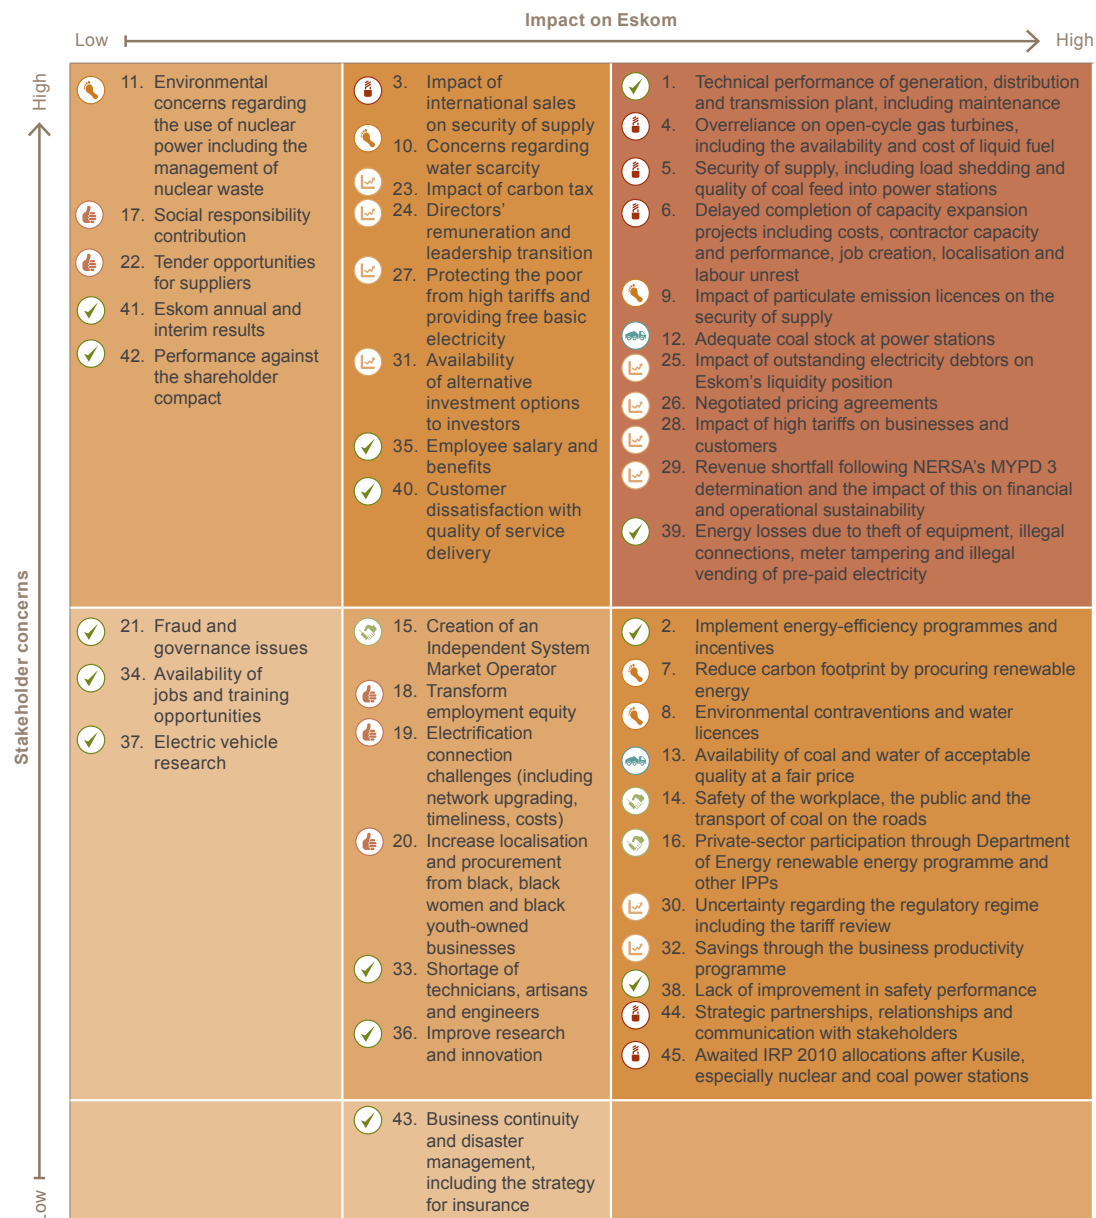 Impact on Eskom
Low
High
High
Stakeholder concerns
Low
11. Environmental
concerns regarding
the use of nuclear
power including the
management of
nuclear waste
17. Social responsibility
contribution
22. Tender opportunities
for suppliers
41. Eskom annual and
interim results
42. Performance against
the shareholder
compact
3. Impact of
international sales
on security of supply
10. Concerns regarding
water scarcity
23. Impact of carbon tax
24. Directors'
remuneration and
leadership transition
27. Protecting the poor
from high tariffs and
providing free basic
electricity
31. Availability
of alternative
investment options
to investors
35. Employee salary and
benefits
40. Customer
dissatisfaction with
quality of service
delivery
1. Technical performance of generation, distribution
and transmission plant, including maintenance
4. Overreliance on open-cycle gas turbines,
including the availability and cost of liquid fuel
5. Security of supply, including load shedding and
quality of coal feed into power stations
6. Delayed completion of capacity expansion
projects including costs, contractor capacity
and performance, job creation, localisation and
labour unrest
9. Impact of particulate emission licences on the
security of supply
12. Adequate coal stock at power stations
25. Impact of outstanding electricity debtors on
Eskom's liquidity position
26. Negotiated pricing agreements
28. Impact of high tariffs on businesses and
customers
29. Revenue shortfall following NERSA's MYPD 3
determination and the impact of this on financial
and operational sustainability
39. Energy losses due to theft of equipment, illegal
connections, meter tampering and illegal
vending of pre-paid electricity
21. Fraud and
governance issues
34. Availability of
jobs and training
opportunities
37. Electric vehicle
research
15. Creation of an
Independent System
Market Operator
18. Transform
employment equity
19. Electrification
connection
challenges (including
network upgrading,
timeliness, costs)
20. Increase localisation
and procurement
from black, black
women and black
youth-owned
businesses
33. Shortage of
technicians, artisans
and engineers
36. Improve research
and innovation
2. Implement energy-efficiency programmes and
incentives
7. Reduce carbon footprint by procuring renewable
energy
8. Environmental contraventions and water
licences
13. Availability of coal and water of acceptable
quality at a fair price
14. Safety of the workplace, the public and the
transport of coal on the roads
16. Private-sector participation through Department
of Energy renewable energy programme and
other IPPs
30. Uncertainty regarding the regulatory regime
including the tariff review
32. Savings through the business productivity
programme
38. Lack of improvement in safety performance
44. Strategic partnerships, relationships and
communication with stakeholders
45. Awaited IRP 2010 allocations after Kusile,
especially nuclear and coal power stations
43. Business continuity
and disaster
management,
including the strategy
for insurance